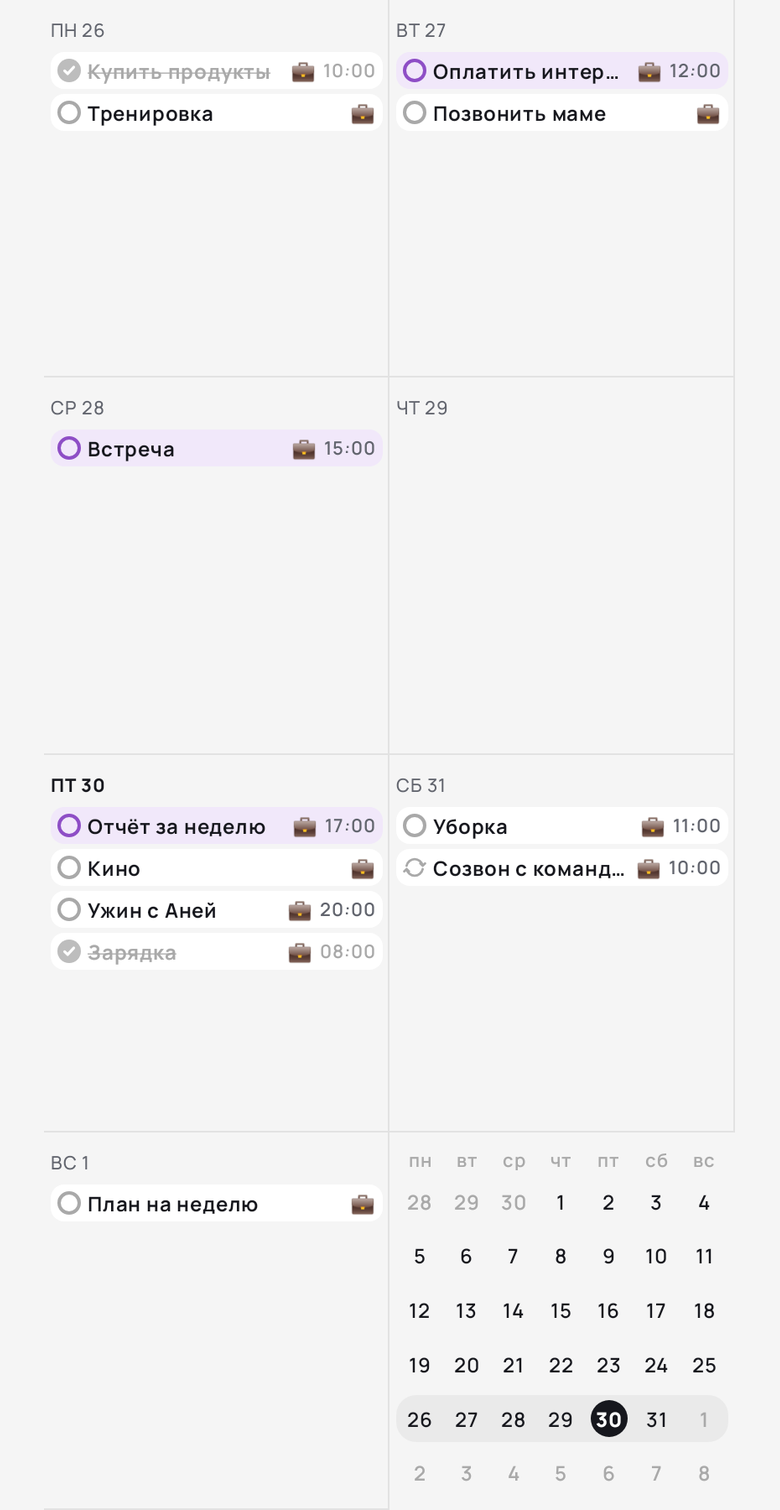 ПН 26
Купить продукты 10:00
Тренировка
ВТ 27
Оплатить интер... 12:00
Позвонить маме
СР 28
Встреча 15:00
ЧТ 29
ПТ 30
Отчёт за неделю 17:00
Кино
Ужин с Аней 20:00
Зарядка 08:00
СБ 31
Уборка 11:00
Созвон с команд... 10:00
ВС 1
План на неделю
пн вт ср чт пт сб вс
28 29 30 1 2 3 4
5 6 7 8 9 10 11
12 13 14 15 16 17 18
19 20 21 22 23 24 25
26 27 28 29 30 31 1
2 3 4 5 6 7 8